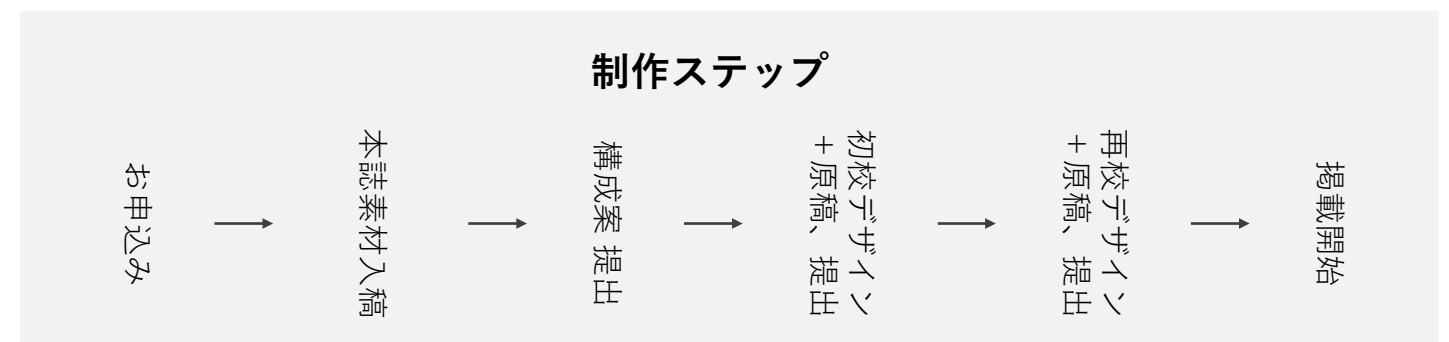 制作ステップ
お申込み
本誌素材入稿
構成案 提出
初校デザイン
+原稿、提出
再校デザイン
+原稿、提出
掲載開始